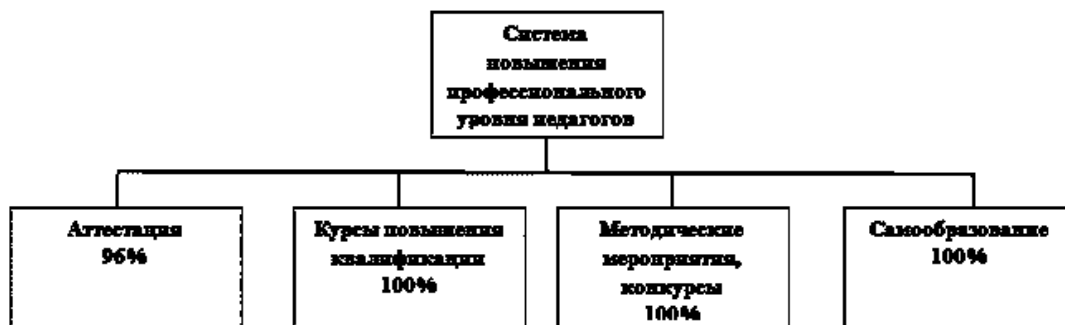 Система
повышения
профессионального
уровня педагогов
Аттестация
96%
Курсы повышения
квалификации
100%
Методические
мероприятия,
конкурсы
100%
Самообразование
100%